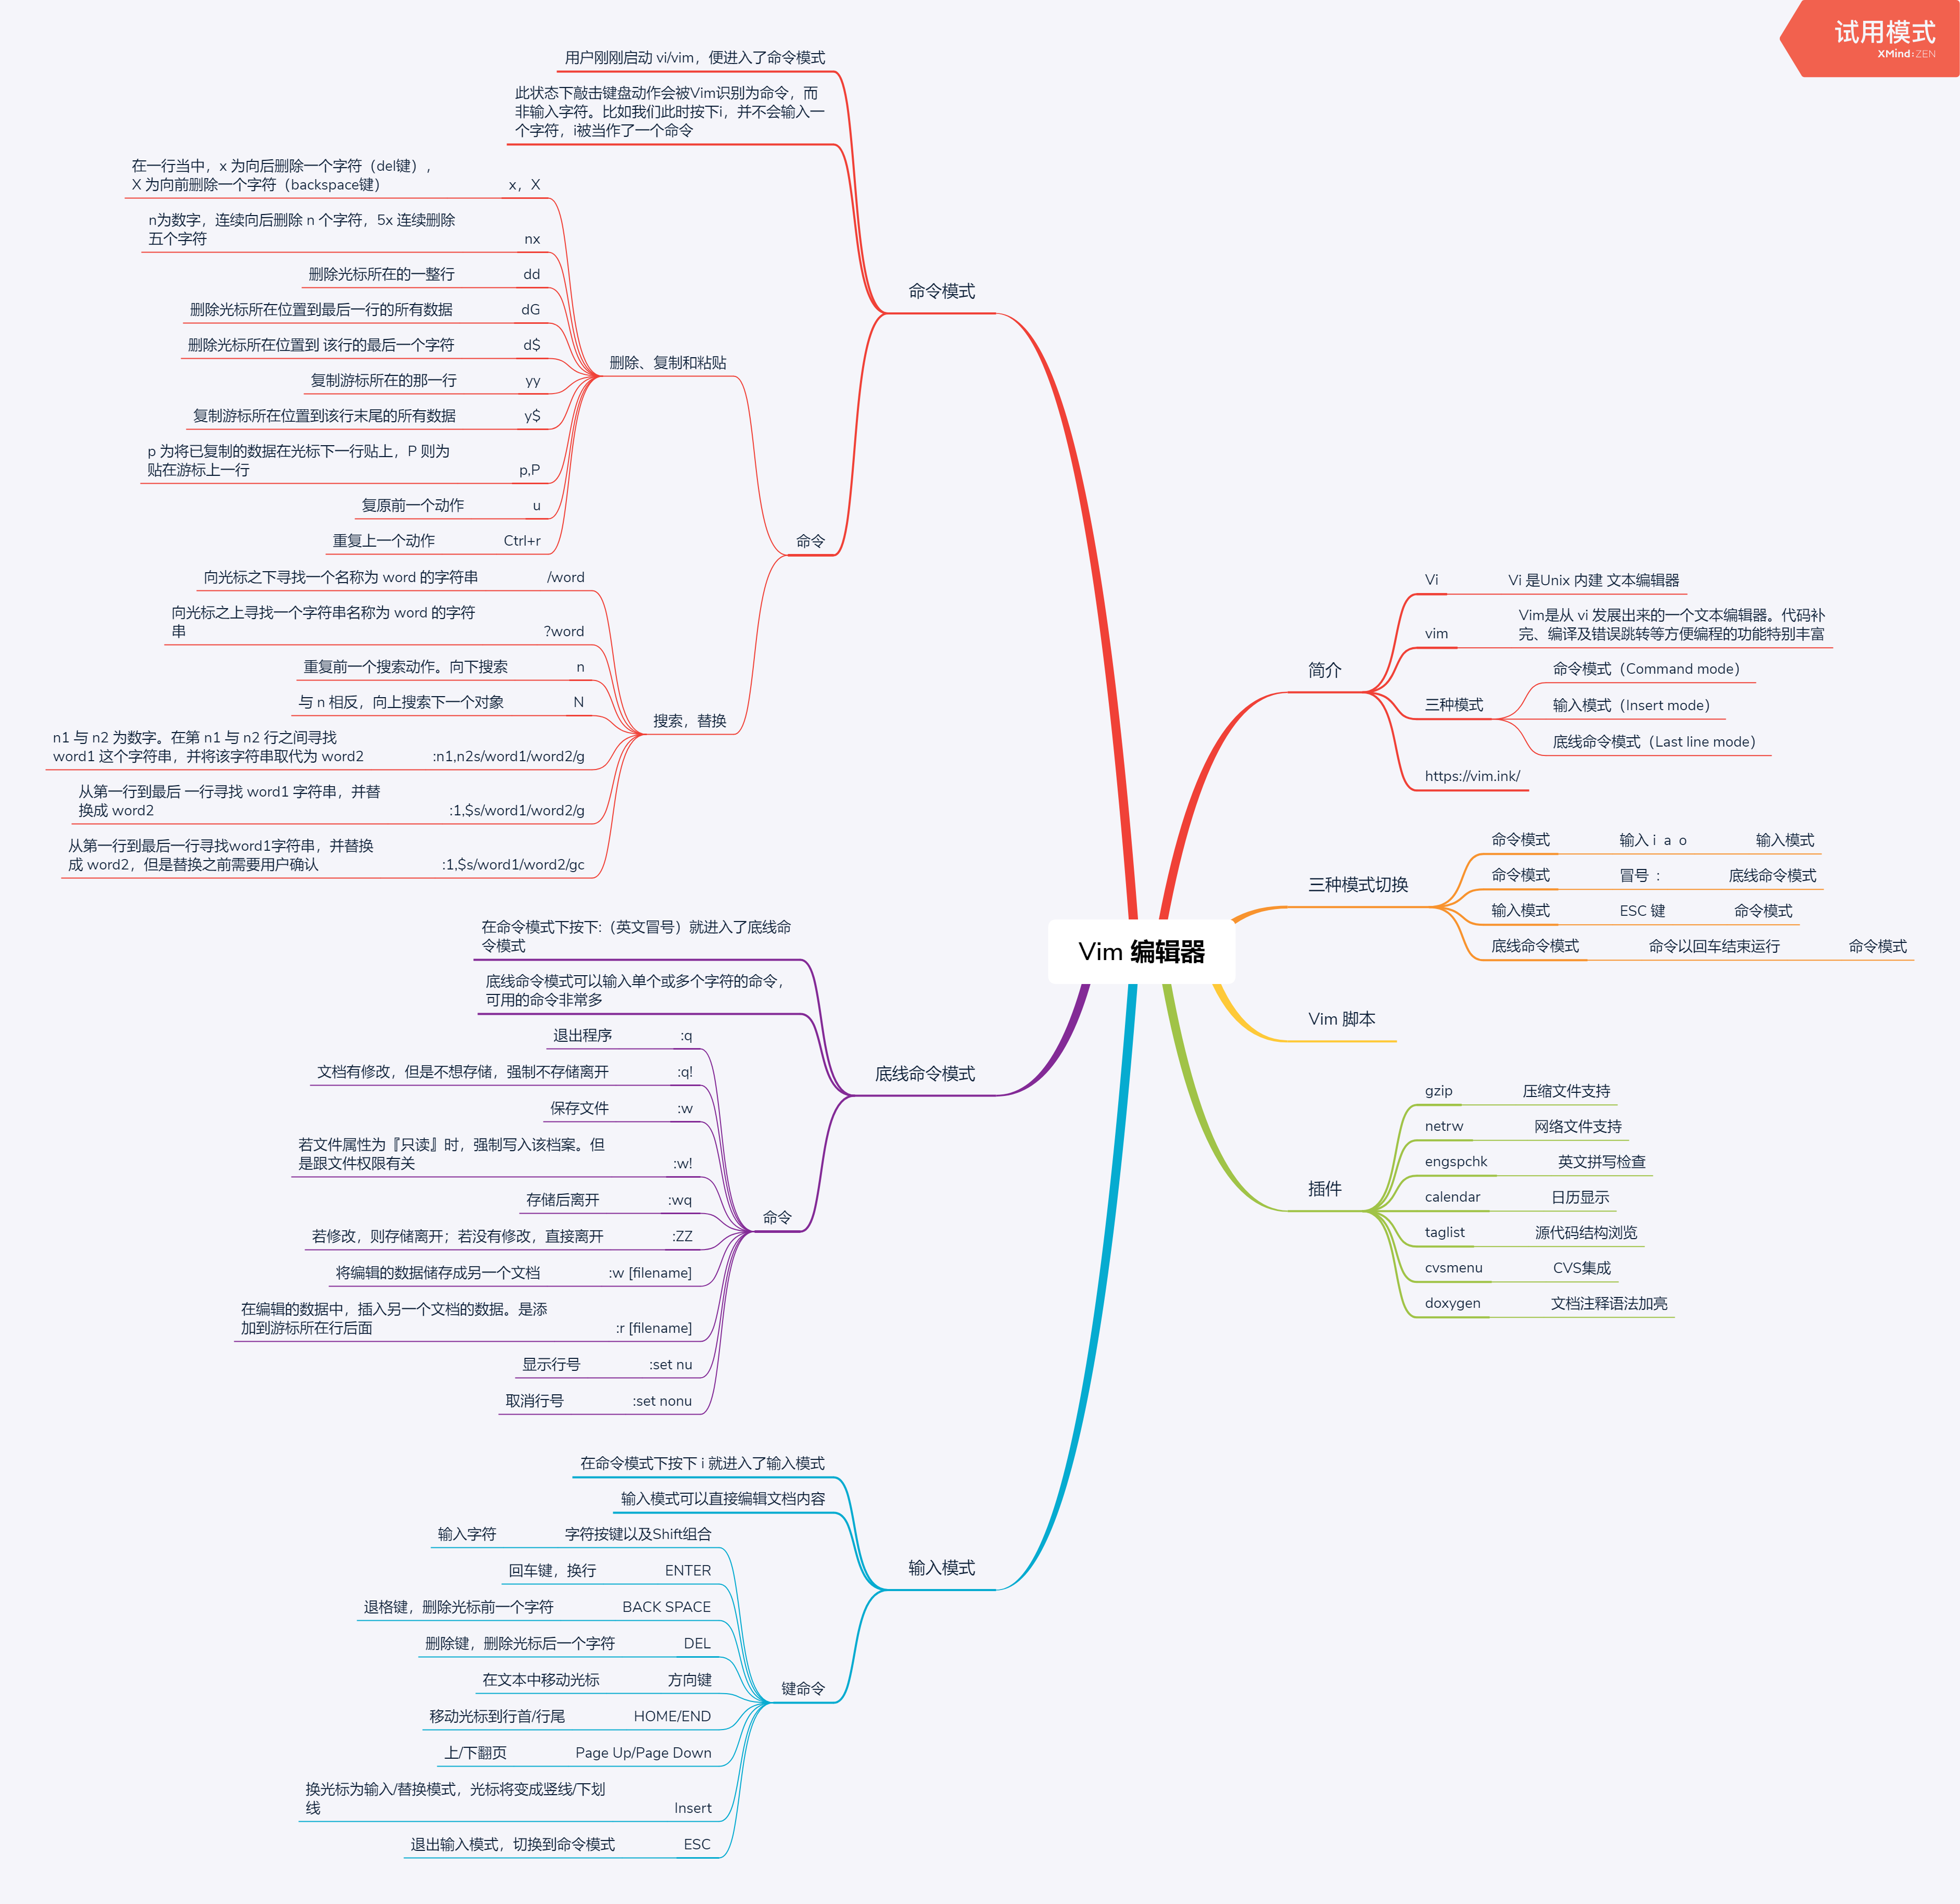 试用模式
XMind:ZEN
Vim 编辑器
简介
Vi
Vi 是Unix 内建 文本编辑器
vim
Vim是从 vi 发展出来的一个文本编辑器。代码补
完、编译及错误跳转等方便编程的功能特别丰富
三种模式
命令模式（Command mode）
输入模式（Insert mode）
底线命令模式（Last line mode）
https://vim.ink/
三种模式切换
命令模式
输入 i a o
输入模式
命令模式
冒号 :
底线命令模式
输入模式
ESC 键
命令模式
底线命令模式
命令以回车结束运行
命令模式
Vim 脚本
插件
gzip
压缩文件支持
netrw
网络文件支持
engspchk
英文拼写检查
calendar
日历显示
taglist
源代码结构浏览
cvsmenu
CVS集成
doxygen
文档注释语法加亮
命令模式
用户刚刚启动 vi/vim，便进入了命令模式
此状态下敲击键盘动作会被Vim识别为命令，而
非输入字符。比如我们此时按下i，并不会输入一
个字符，i被当作了一个命令
命令
删除、复制和粘贴
x，X
在一行当中，x 为向后删除一个字符（del键），
X 为向前删除一个字符（backspace键）
nx
n为数字，连续向后删除 n 个字符，5x 连续删除
五个字符
dd
删除光标所在的一整行
dG
删除光标所在位置到最后一行的所有数据
d$
删除光标所在位置到 该行的最后一个字符
yy
复制游标所在的那一行
y$
复制游标所在位置到该行末尾的所有数据
p,P
p 为将已复制的数据在光标下一行贴上，P 则为
贴在游标上一行
u
复原前一个动作
Ctrl+r
重复上一个动作
搜索，替换
/word
向光标之下寻找一个名称为 word 的字符串
?word
向光标之上寻找一个字符串名称为 word 的字符
串
n
重复前一个搜索动作。向下搜索
N
与 n 相反，向上搜索下一个对象
:n1,n2s/word1/word2/g
n1 与 n2 为数字。在第 n1 与 n2 行之间寻找
word1 这个字符串，并将该字符串取代为 word2
:1,$s/word1/word2/g
从第一行到最后 一行寻找 word1 字符串，并替
换成 word2
:1,$s/word1/word2/gc
从第一行到最后一行寻找word1字符串，并替换
成 word2，但是替换之前需要用户确认
底线命令模式
在命令模式下按下:（英文冒号）就进入了底线命
令模式
底线命令模式可以输入单个或多个字符的命令，
可用的命令非常多
命令
:q
退出程序
:q!
文档有修改，但是不想存储，强制不存储离开
:w
保存文件
:w!
若文件属性为『只读』时，强制写入该档案。但
是跟文件权限有关
:wq
存储后离开
:ZZ
若修改，则存储离开；若没有修改，直接离开
:w [filename]
将编辑的数据储存成另一个文档
:r [filename]
在编辑的数据中，插入另一个文档的数据。是添
加到游标所在行后面
:set nu
显示行号
:set nonu
取消行号
输入模式
在命令模式下按下 i 就进入了输入模式
输入模式可以直接编辑文档内容
键命令
字符按键以及Shift组合
输入字符
ENTER
回车键，换行
BACK SPACE
退格键，删除光标前一个字符
DEL
删除键，删除光标后一个字符
方向键
在文本中移动光标
HOME/END
移动光标到行首/行尾
Page Up/Page Down
上/下翻页
Insert
换光标为输入/替换模式，光标将变成竖线/下划
线
ESC
退出输入模式，切换到命令模式